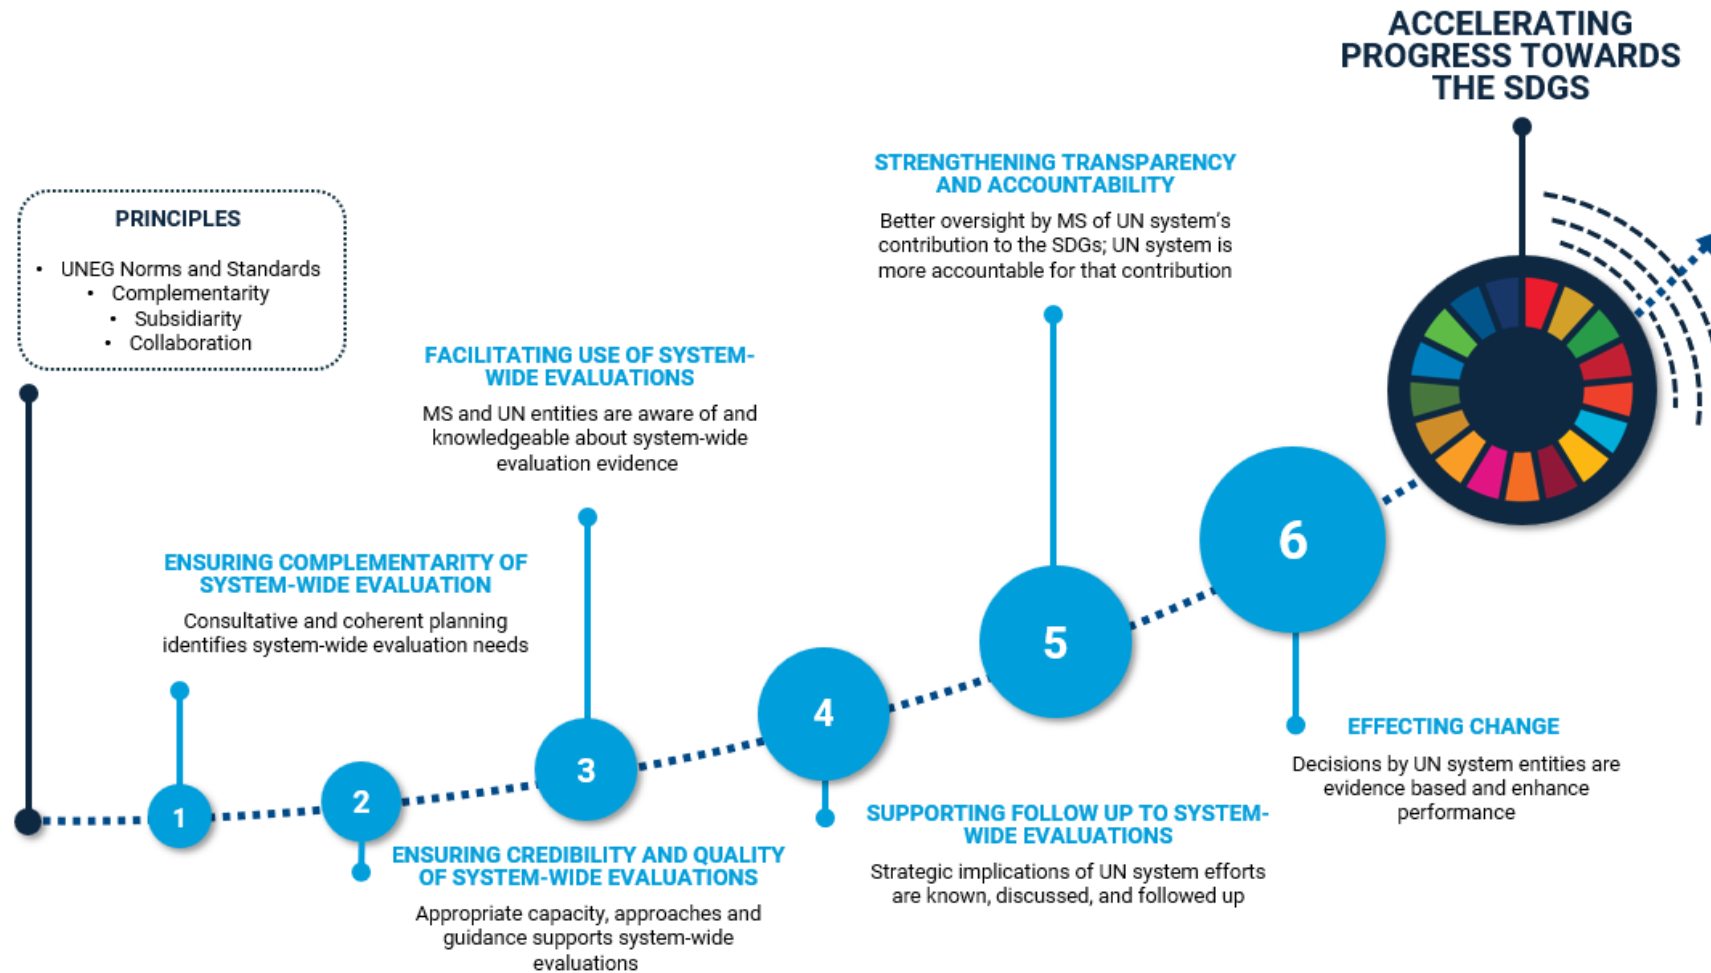 ACCELERATING
PROGRESS TOWARDS
THE SDGS
PRINCIPLES
• UNEG Norms and Standards
• Complementarity
• Subsidiarity
• Collaboration
1
ENSURING COMPLEMENTARITY OF
SYSTEM-WIDE EVALUATION
Consultative and coherent planning
identifies system-wide evaluation needs
2
ENSURING CREDIBILITY AND QUALITY
OF SYSTEM-WIDE EVALUATIONS
Appropriate capacity, approaches and
guidance supports system-wide
evaluations
3
FACILITATING USE OF SYSTEM-
WIDE EVALUATIONS
MS and UN entities are aware of and
knowledgeable about system-wide
evaluation evidence
4
SUPPORTING FOLLOW UP TO SYSTEM-
WIDE EVALUATIONS
Strategic implications of UN system efforts
are known, discussed, and followed up
5
STRENGTHENING TRANSPARENCY
AND ACCOUNTABILITY
Better oversight by MS of UN system’s
contribution to the SDGs; UN system is
more accountable for that contribution
6
EFFECTING CHANGE
Decisions by UN system entities are
evidence based and enhance
performance